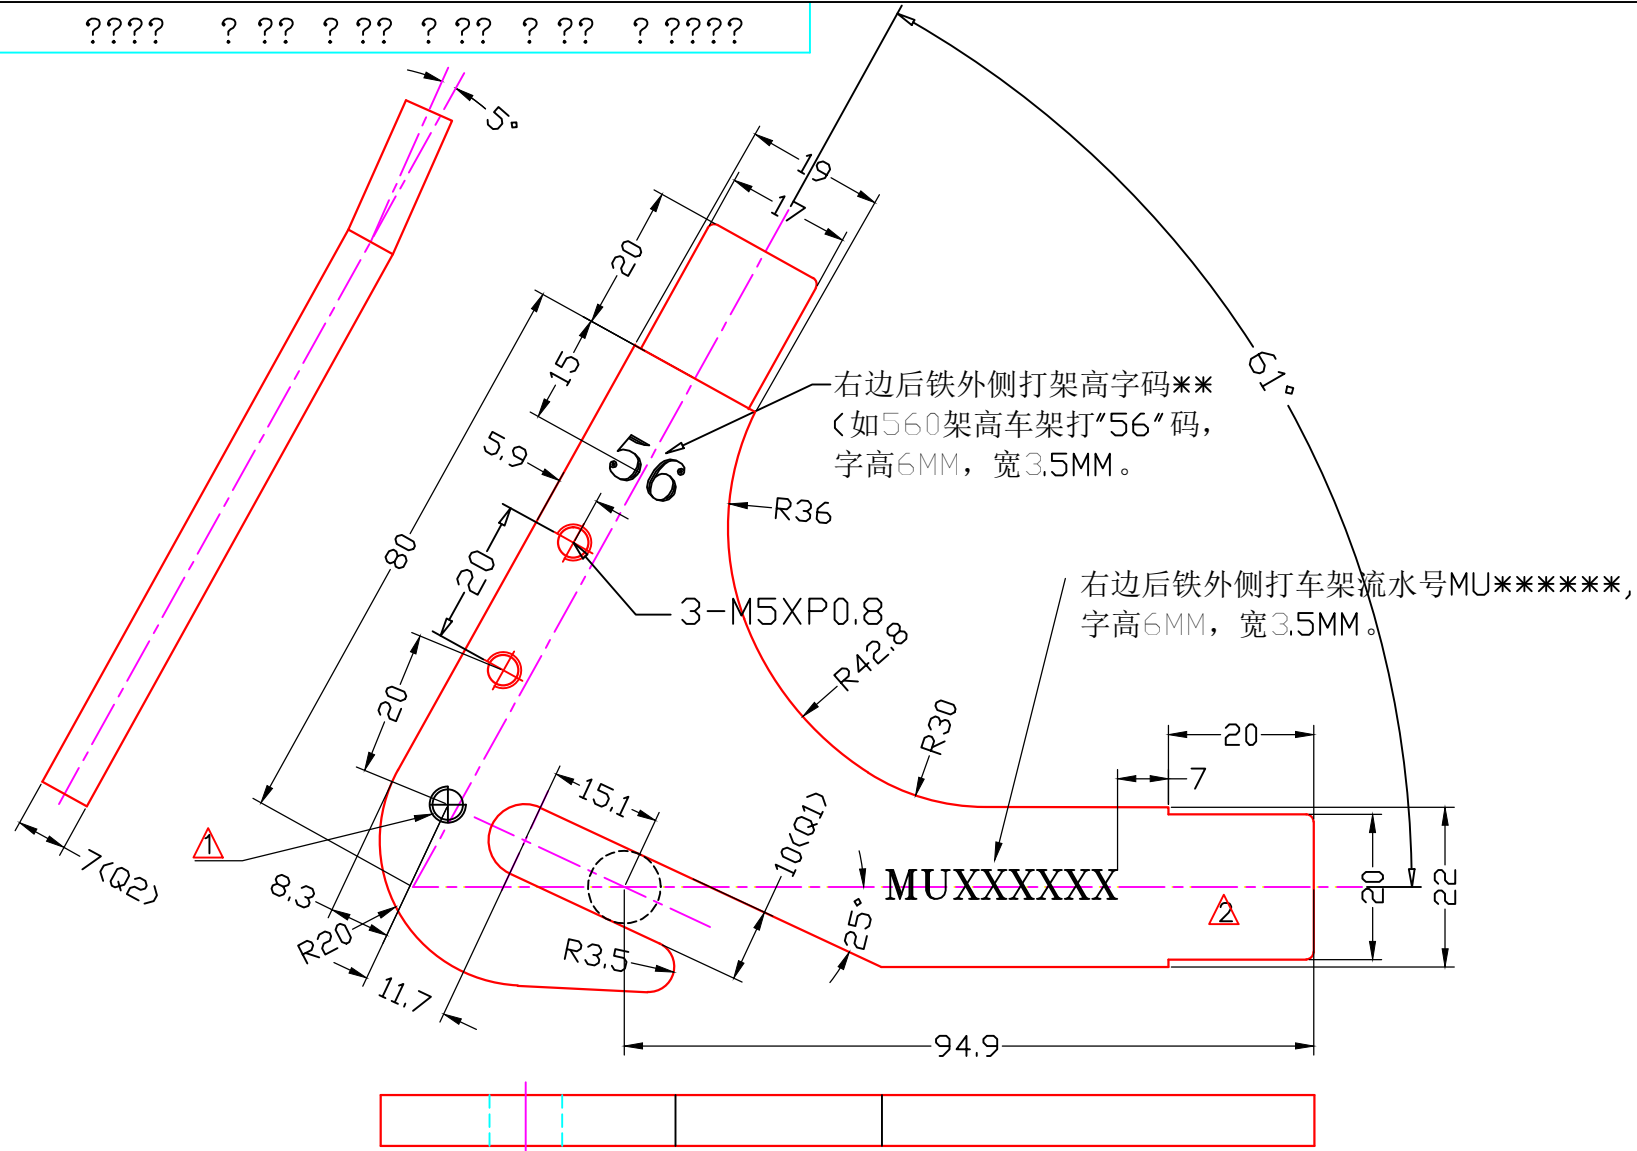 ???? ? ?? ? ?? ? ?? ? ?? ? ????
5°
19
17
20
15
右边后铁外侧打架高字码**
(如560架高车架打"56"码,
字高6MM，宽3.5MM。
61°
5.9
56
R36
80
20
3-M5XP0.8
右边后铁外侧打车架流水号MU******,
字高6MM，宽3.5MM。
R42.8
20
R30
20
7
15.1
10(Q1)
1
7(Q2)
8.3
R20
MUXXXXXX
25°
2
20
22
R3.5
11.7
94.9